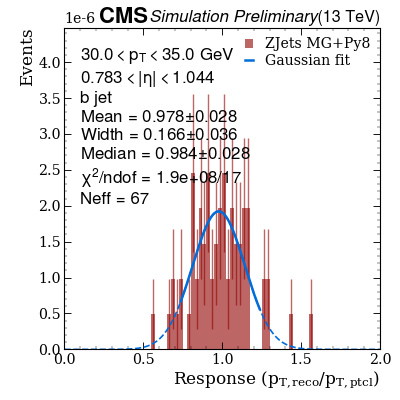 1e-6 CMS Simulation Preliminary (13 TeV)
Events
30.0 < p_T < 35.0 GeV
0.783 < |η| < 1.044
b jet
Mean = 0.978±0.028
Width = 0.166±0.036
Median = 0.984±0.028
χ²/ndof = 1.9e+08/17
Neff = 67
ZJets MG+Py8
Gaussian fit
4.0
3.5
3.0
2.5
2.0
1.5
1.0
0.5
0.0
0.0 0.5 1.0 1.5 2.0
Response (p_T,reco/p_T,ptcl)